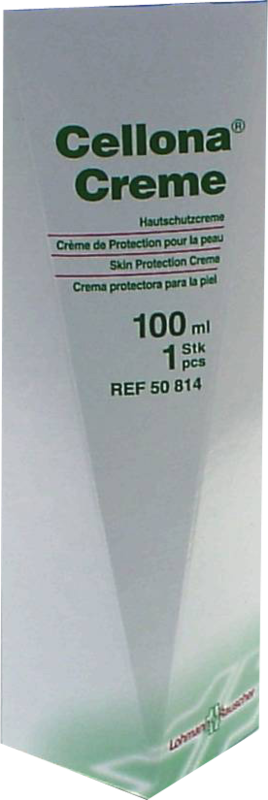 Cellona®
Creme
Hautschutzcreme
Crème de Protection pour la peau
Skin Protection Creme
Crema protectora para la piel
100 ml
1 Stk
pcs
REF 50 814
Lohmann Rauscher